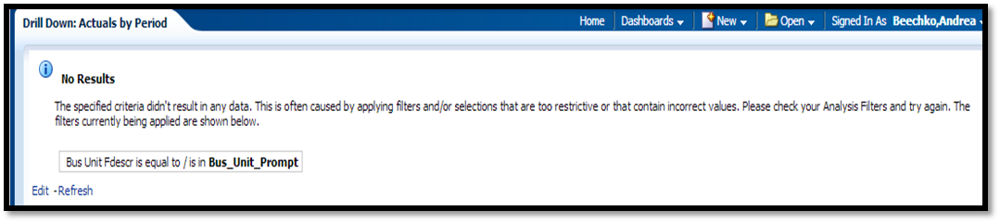 Drill Down: Actuals by Period
Home Dashboards New Open Signed In As Beechko,Andrea
No Results
The specified criteria didn't result in any data. This is often caused by applying filters and/or selections that are too restrictive or that contain incorrect values. Please check your Analysis Filters and try again. The
filters currently being applied are shown below.
Bus Unit Fdescr is equal to / is in Bus_Unit_Prompt
Edit -Refresh